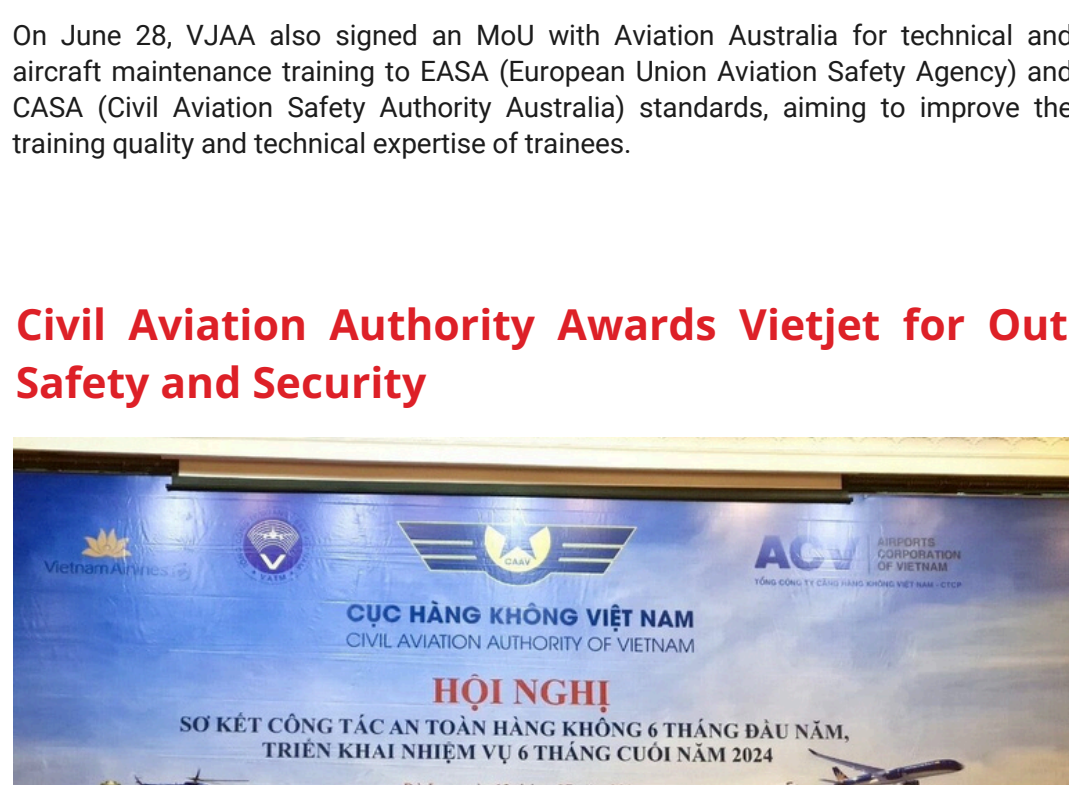 On June 28, VJAA also signed an MoU with Aviation Australia for technical and
aircraft maintenance training to EASA (European Union Aviation Safety Agency) and
CASA (Civil Aviation Safety Authority Australia) standards, aiming to improve the
training quality and technical expertise of trainees.
Civil Aviation Authority Awards Vietjet for Out
Safety and Security
Vietnam Airlines
VATM
CAAV
ACV
AIRPORTS
CORPORATION
OF VIETNAM
TỔNG CÔNG TY CẢNG HÀNG KHÔNG VIỆT NAM - CTCP
CỤC HÀNG KHÔNG VIỆT NAM
CIVIL AVIATION AUTHORITY OF VIETNAM
HỘI NGHỊ
SƠ KẾT CÔNG TÁC AN TOÀN HÀNG KHÔNG 6 THÁNG ĐẦU NĂM,
TRIỂN KHAI NHIỆM VỤ 6 THÁNG CUỐI NĂM 2024